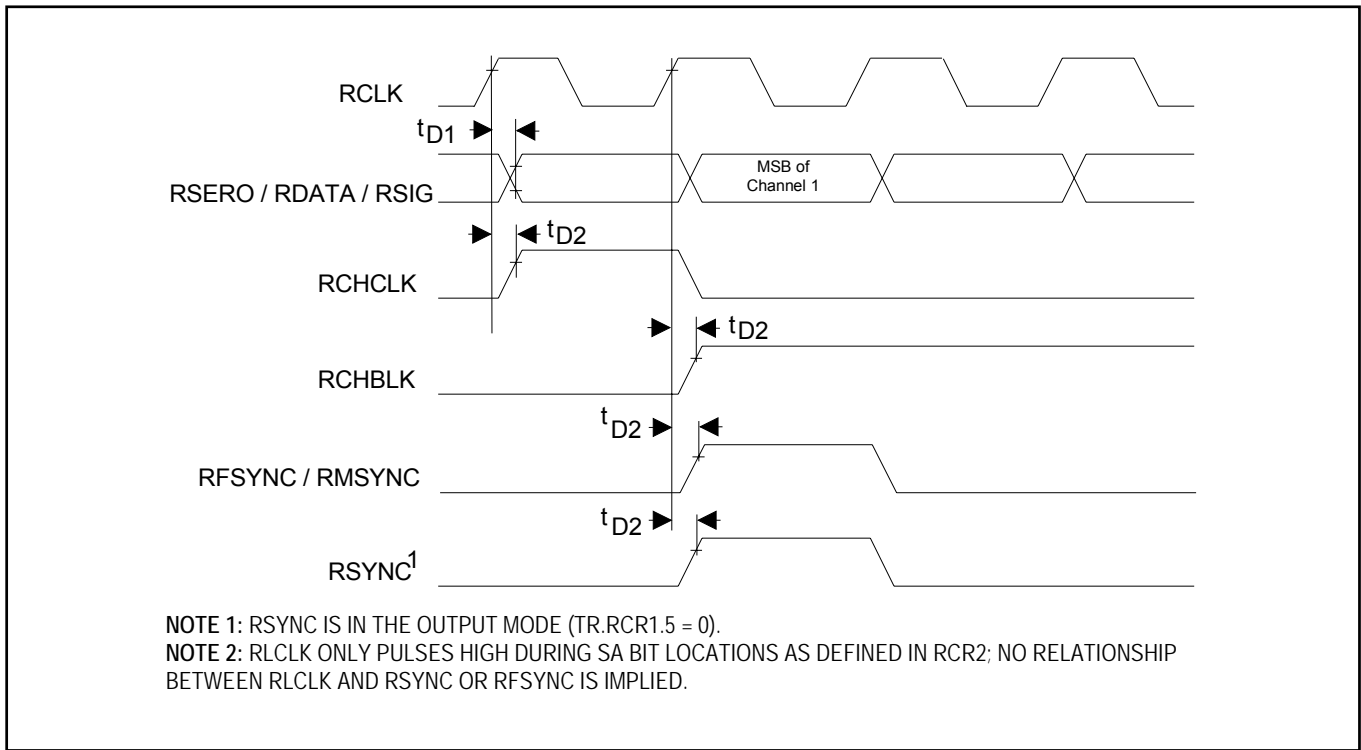 RCLK
tD1
RSERO / RDATA / RSIG
MSB of
Channel 1
tD2
RCHCLK
tD2
RCHBLK
tD2
RFSYNC / RMSYNC
tD2
RSYNC1
NOTE 1: RSYNC IS IN THE OUTPUT MODE (TR.RCR1.5 = 0).
NOTE 2: RLCLK ONLY PULSES HIGH DURING SA BIT LOCATIONS AS DEFINED IN RCR2; NO RELATIONSHIP
BETWEEN RLCLK AND RSYNC OR RFSYNC IS IMPLIED.